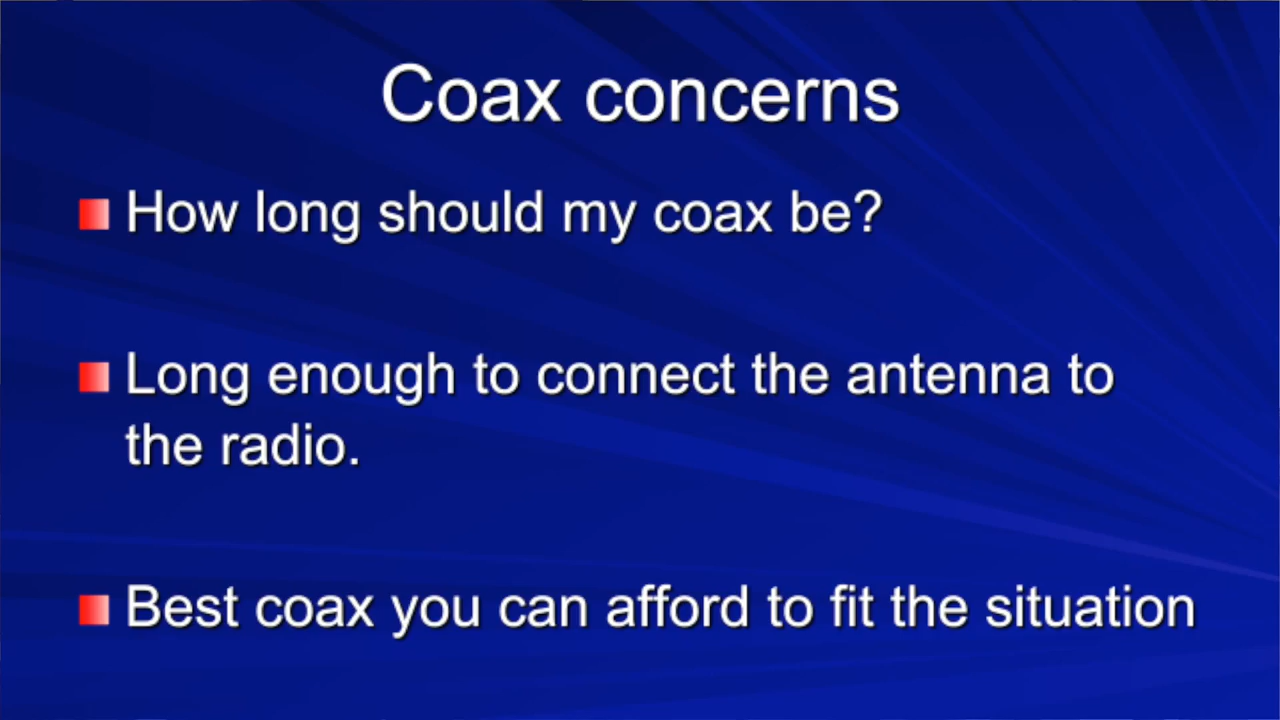 Coax concerns
How long should my coax be?
Long enough to connect the antenna to
the radio.
Best coax you can afford to fit the situation